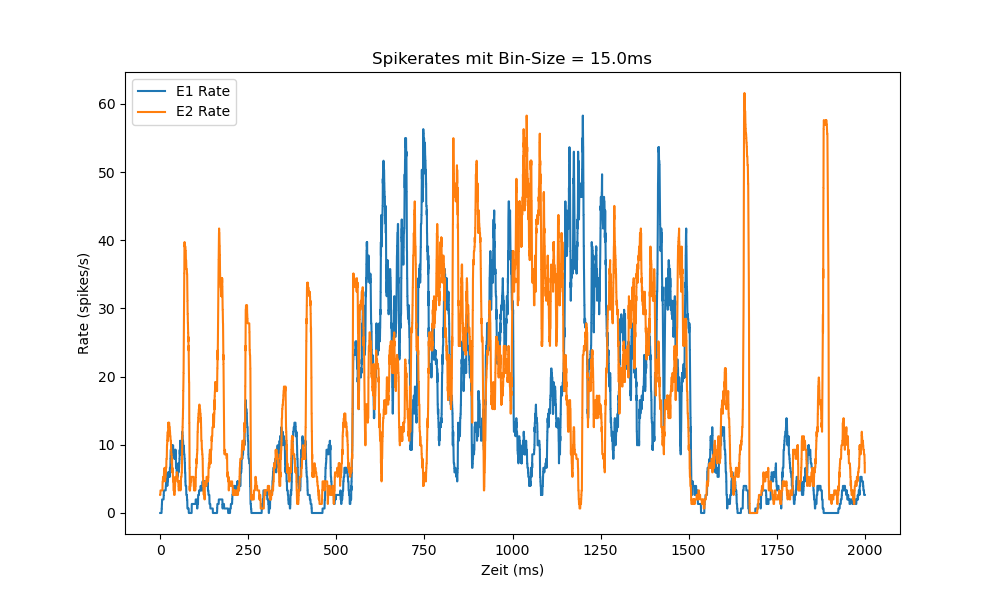 Spikerates mit Bin-Size = 15.0ms
E1 Rate
E2 Rate
Rate (spikes/s)
60
50
40
30
20
10
0
0 250 500 750 1000 1250 1500 1750 2000
Zeit (ms)